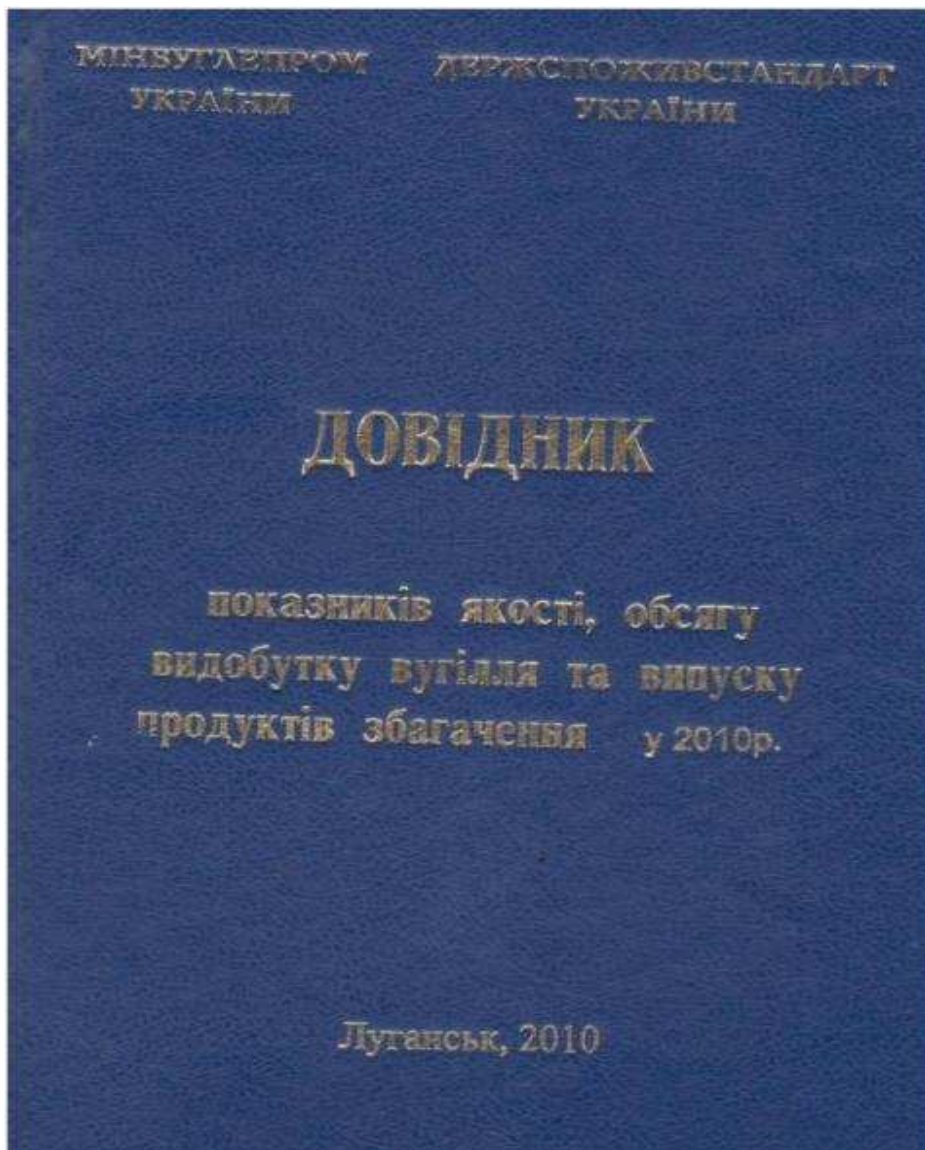 МІНВУГЛЕПРОМ УКРАЇНИ
ДЕРЖСПОЖИВСТАНДАРТ УКРАЇНИ
ДОВІДНИК
показників якості, обсягу
видобутку вугілля та випуску
продуктів збагачення у 2010р.
Луганськ, 2010